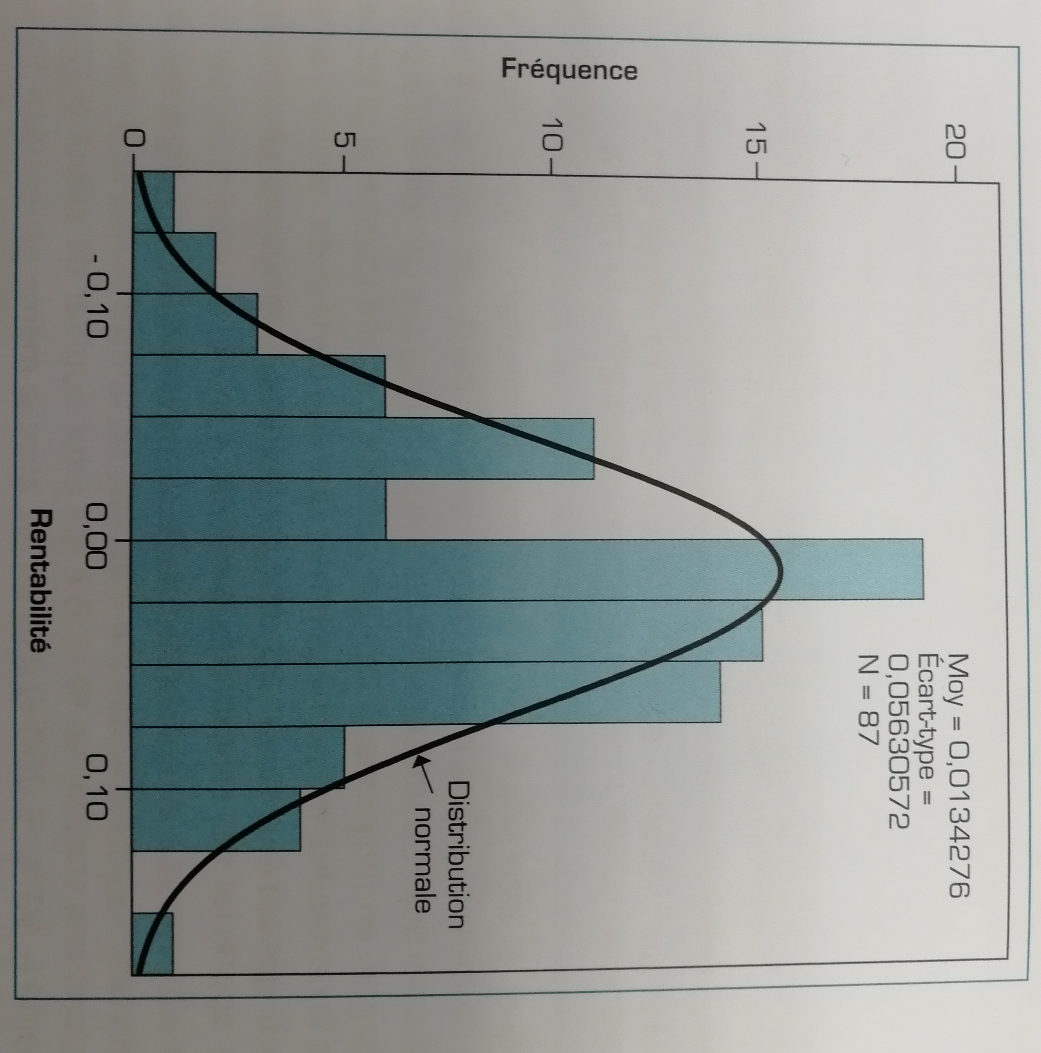 Fréquence
20
15
10
5
0
Moy = 0,0134276
Écart-type =
0,05630572
N = 87
Distribution
normale
- 0,10
0,00
0,10
Rentabilité